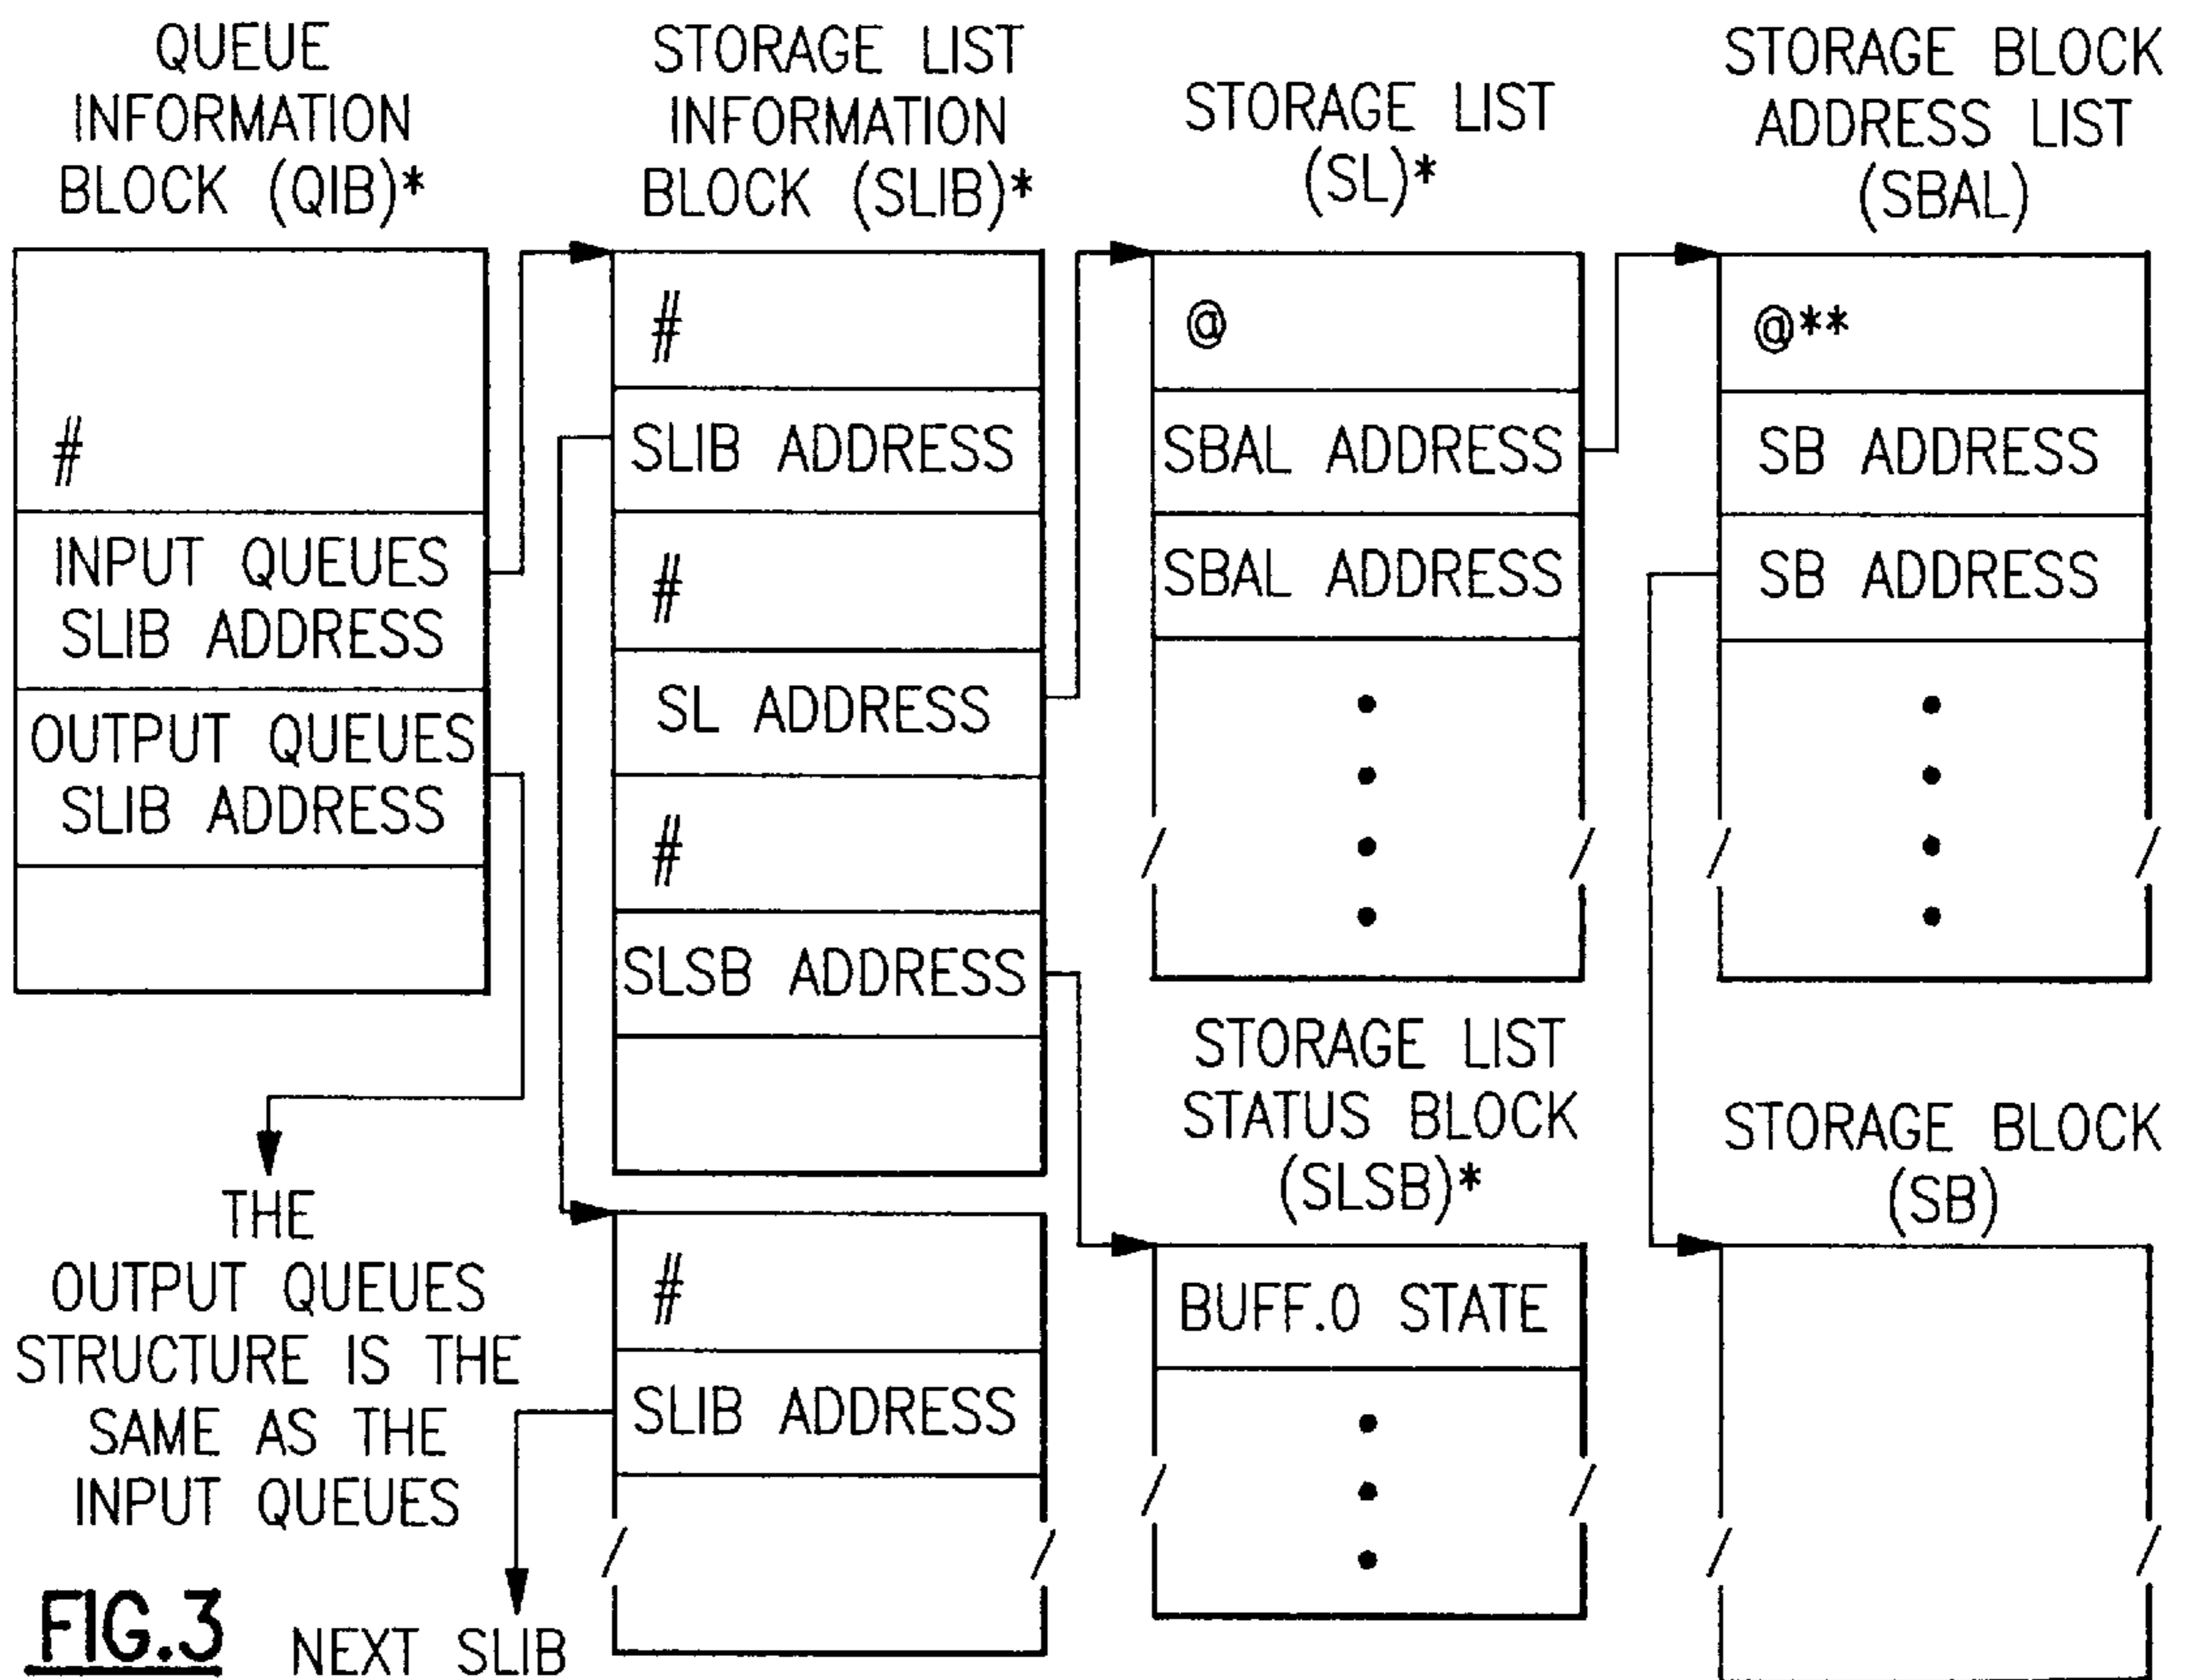 QUEUE
INFORMATION
BLOCK (QIB)*
#
INPUT QUEUES
SLIB ADDRESS
OUTPUT QUEUES
SLIB ADDRESS
THE
OUTPUT QUEUES
STRUCTURE IS THE
SAME AS THE
INPUT QUEUES
STORAGE LIST
INFORMATION
BLOCK (SLIB)*
#
SLIB ADDRESS
#
SL ADDRESS
#
SLSB ADDRESS
#
SLIB ADDRESS
NEXT SLIB
STORAGE LIST
(SL)*
@
SBAL ADDRESS
SBAL ADDRESS
STORAGE LIST
STATUS BLOCK
(SLSB)*
BUFF.0 STATE
STORAGE BLOCK
ADDRESS LIST
(SBAL)
@**
SB ADDRESS
SB ADDRESS
STORAGE BLOCK
(SB)
FIG.3